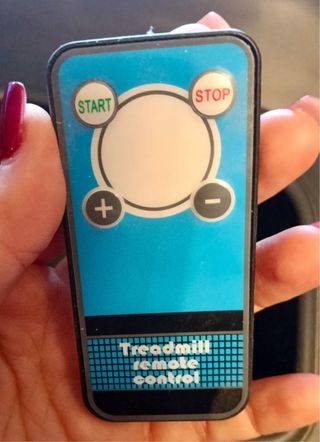 START STOP
+ -
Treadmill
remote
control